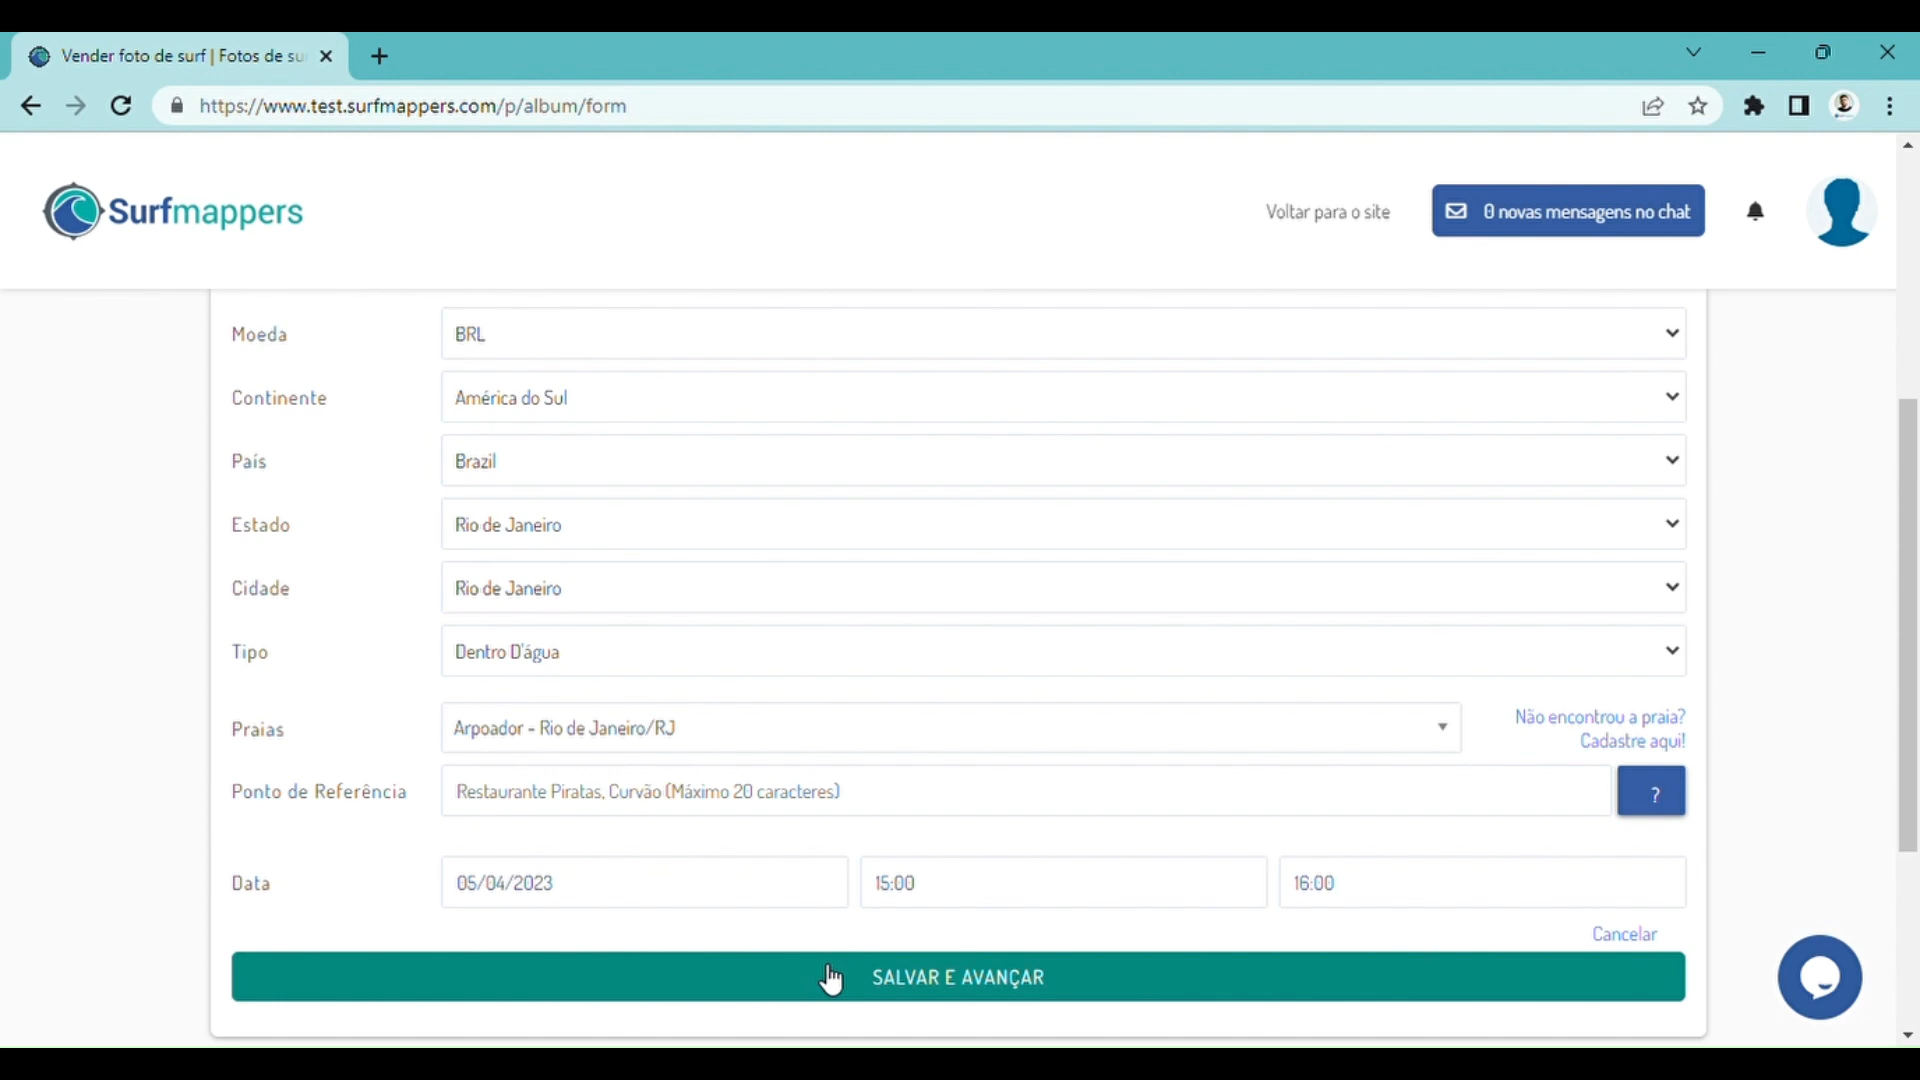 Vender foto de surf | Fotos de su
https://www.test.surfmappers.com/p/album/form
Surfmappers
Voltar para o site
0 novas mensagens no chat
Moeda
BRL
Continente
América do Sul
País
Brazil
Estado
Rio de Janeiro
Cidade
Rio de Janeiro
Tipo
Dentro D'água
Praias
Arpoador - Rio de Janeiro/RJ
Não encontrou a praia?
Cadastre aqui!
Ponto de Referência
Restaurante Piratas, Curvão (Máximo 20 caracteres)
?
Data
05/04/2023
15:00
16:00
Cancelar
SALVAR E AVANÇAR